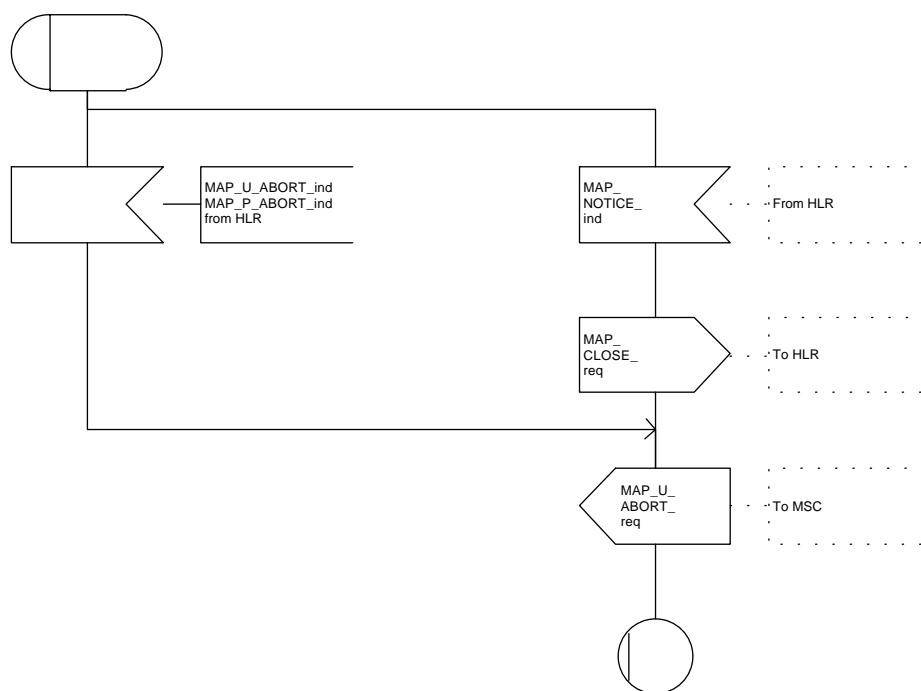 MAP_U_ABORT_ind
MAP_P_ABORT_ind
from HLR
MAP_
NOTICE_
ind
From HLR
MAP_
CLOSE_
req
To HLR
MAP_U_
ABORT_
req
To MSC